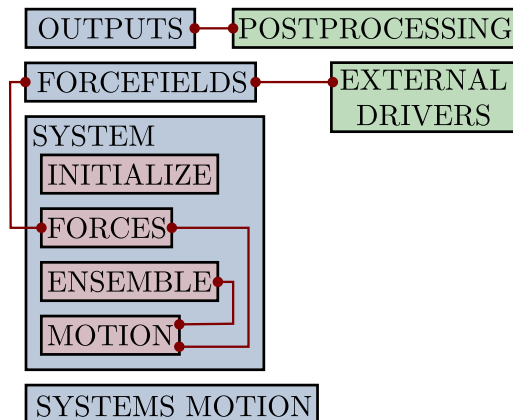 OUTPUTS
POSTPROCESSING
FORCEFIELDS
EXTERNAL
DRIVERS
SYSTEM
INITIALIZE
FORCES
ENSEMBLE
MOTION
SYSTEMS MOTION